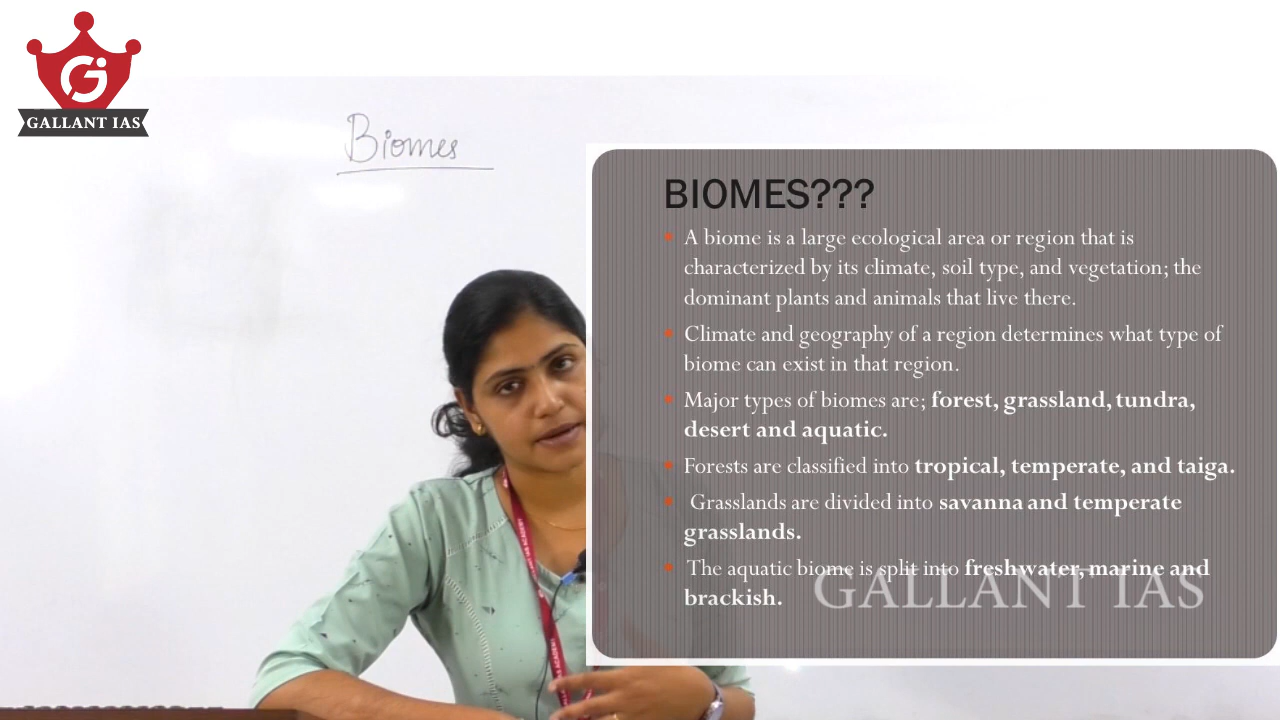 GALLANT IAS
Biomes
BIOMES???
A biome is a large ecological area or region that is
characterized by its climate, soil type, and vegetation; the
dominant plants and animals that live there.
Climate and geography of a region determines what type of
biome can exist in that region.
Major types of biomes are; forest, grassland, tundra,
desert and aquatic.
Forests are classified into tropical, temperate, and taiga.
Grasslands are divided into savanna and temperate
grasslands.
The aquatic biome is split into freshwater, marine and
brackish.
GALLANT IAS